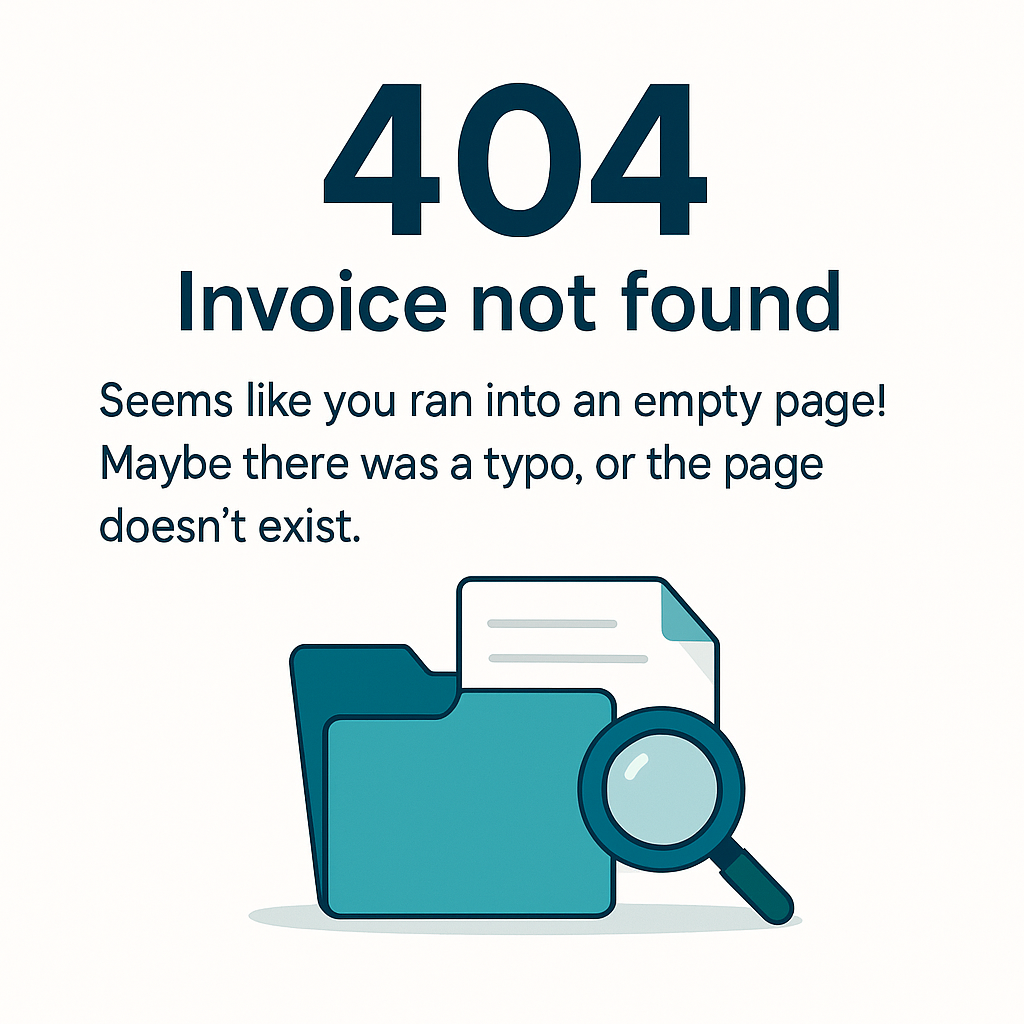 404
Invoice not found
Seems like you ran into an empty page!
Maybe there was a typo, or the page
doesn’t exist.